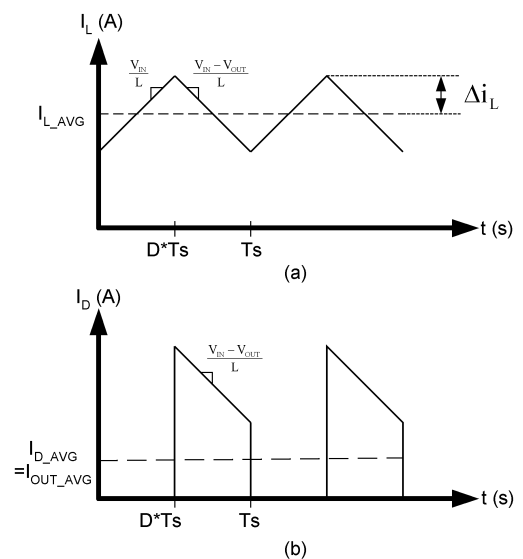 I_L (A)
V_IN/L
V_IN – V_OUT/L
I_L_AVG
Δi_L
t (s)
D*Ts Ts
(a)
I_D (A)
V_IN – V_OUT/L
I_D_AVG
=I_OUT_AVG
t (s)
D*Ts Ts
(b)